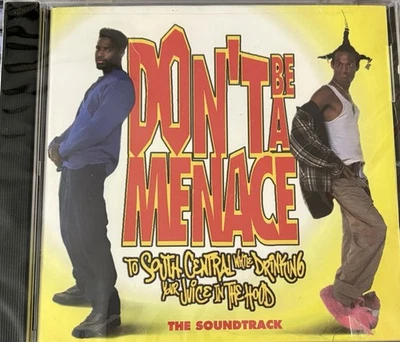 DON'T BE
A
MENACE
TO SOUTH CENTRAL WHILE DRINKING
YOUR JUICE IN THE HOOD
THE SOUNDTRACK